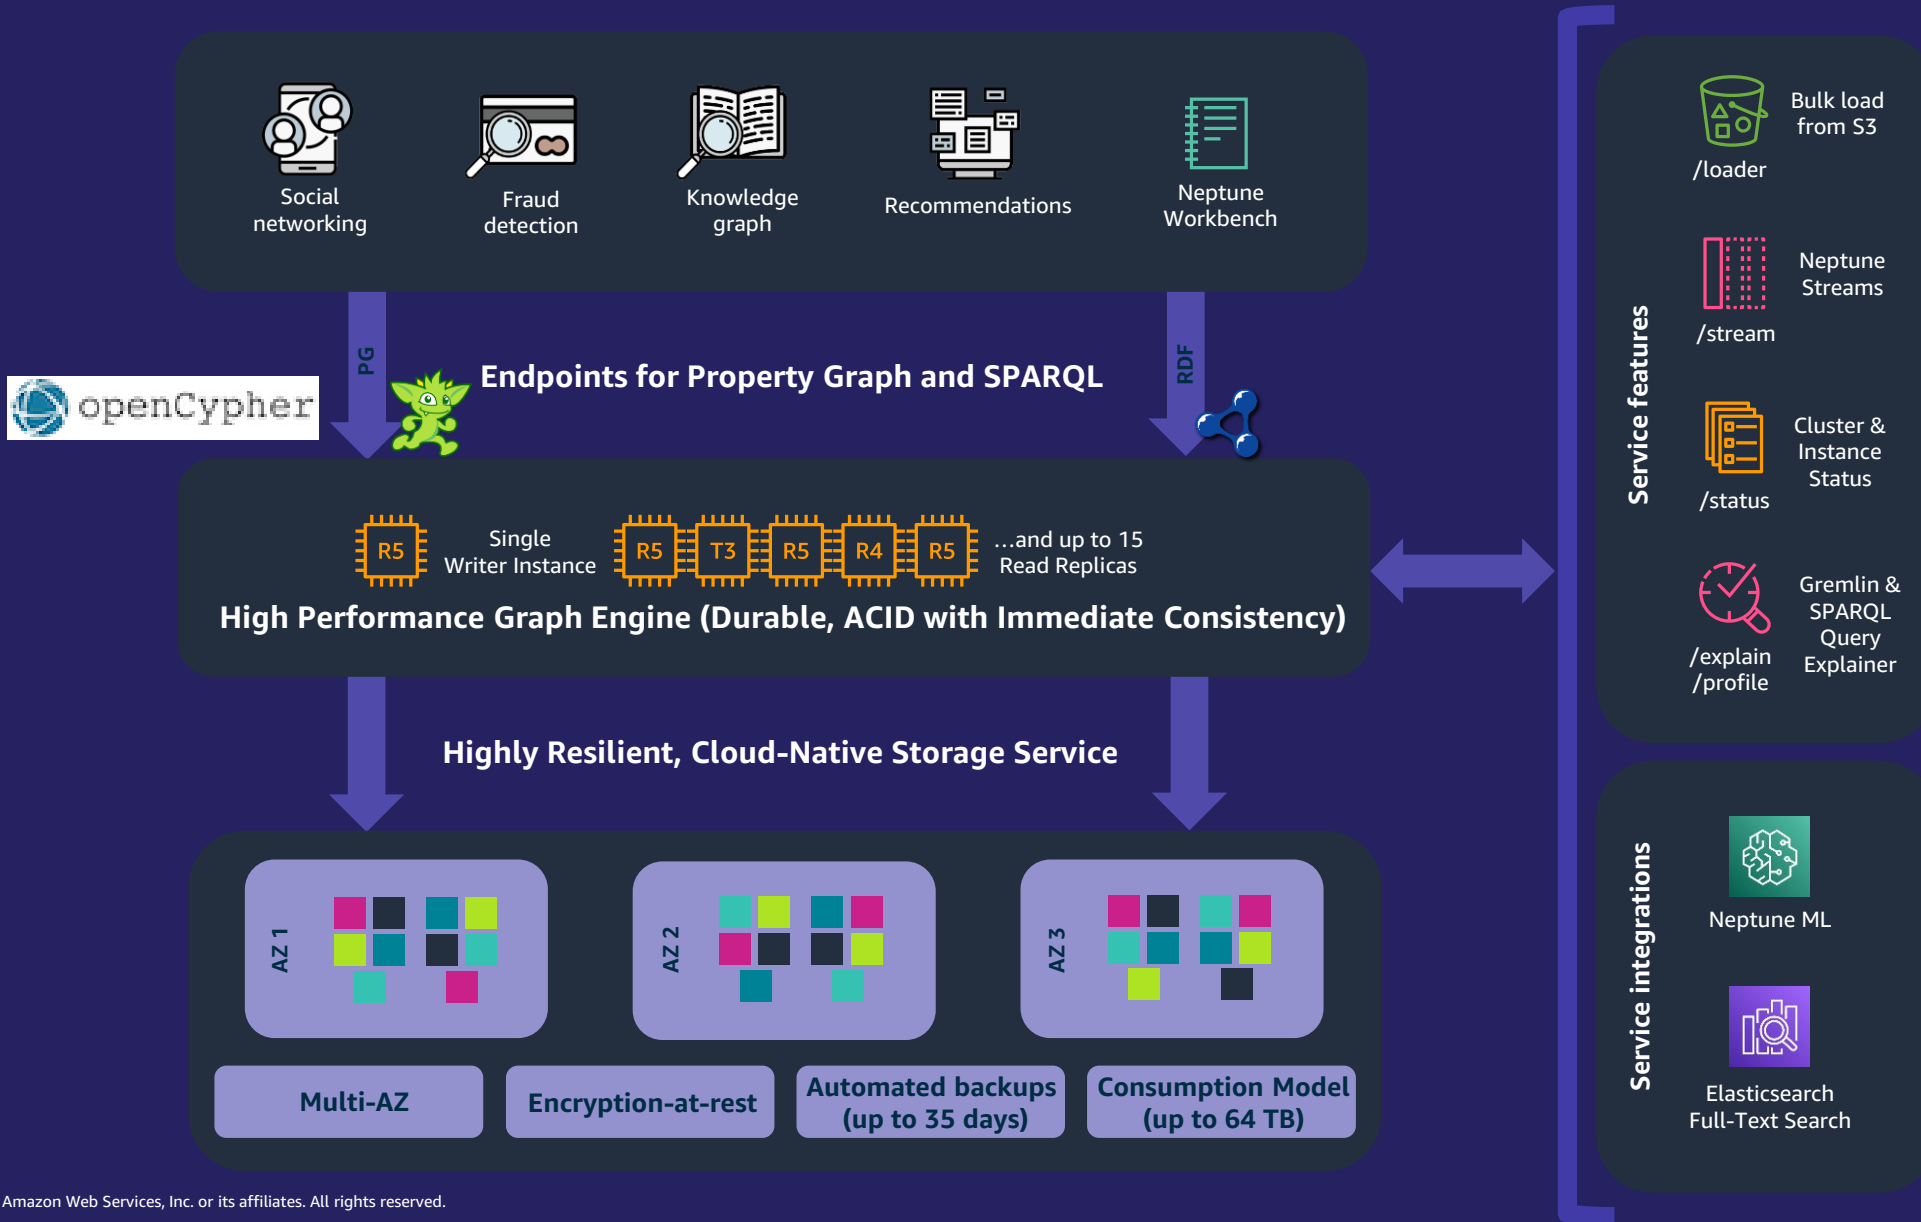 Social
networking
Fraud
detection
Knowledge
graph
Recommendations
Neptune
Workbench
PG
Endpoints for Property Graph and SPARQL
RDF
openCypher
R5
Single
Writer Instance
R5
T3
R5
R4
R5
...and up to 15
Read Replicas
High Performance Graph Engine (Durable, ACID with Immediate Consistency)
Highly Resilient, Cloud-Native Storage Service
AZ 1
AZ 2
AZ 3
Multi-AZ
Encryption-at-rest
Automated backups
(up to 35 days)
Consumption Model
(up to 64 TB)
Service features
Bulk load
from S3
/loader
Neptune
Streams
/stream
Cluster &
Instance
Status
/status
Gremlin &
SPARQL
Query
Explainer
/explain
/profile
Service integrations
Neptune ML
Elasticsearch
Full-Text Search
Amazon Web Services, Inc. or its affiliates. All rights reserved.